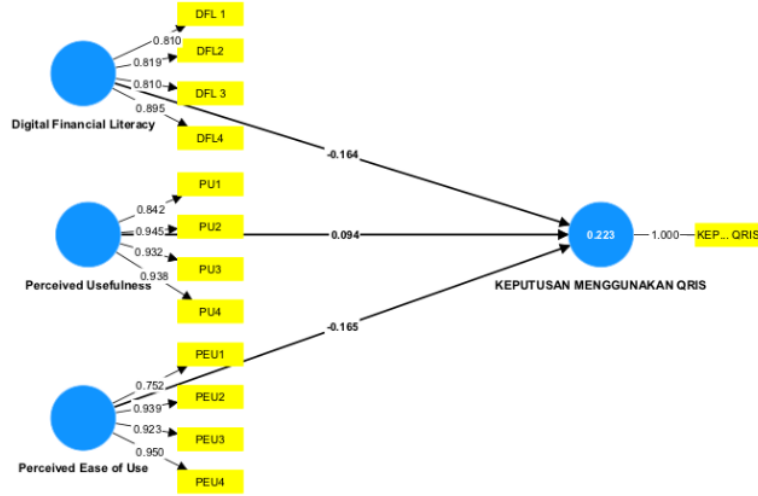 DFL 1
0.810
DFL2
0.819
DFL 3
0.810
0.895
DFL4
Digital Financial Literacy
-0.164
PU1
0.842
PU2
0.945
0.094
PU3
0.932
0.938
PU4
Perceived Usefulness
0.223
1.000
KEP... QRIS
KEPUTUSAN MENGGUNAKAN QRIS
-0.165
PEU1
0.752
PEU2
0.939
PEU3
0.923
0.950
PEU4
Perceived Ease of Use